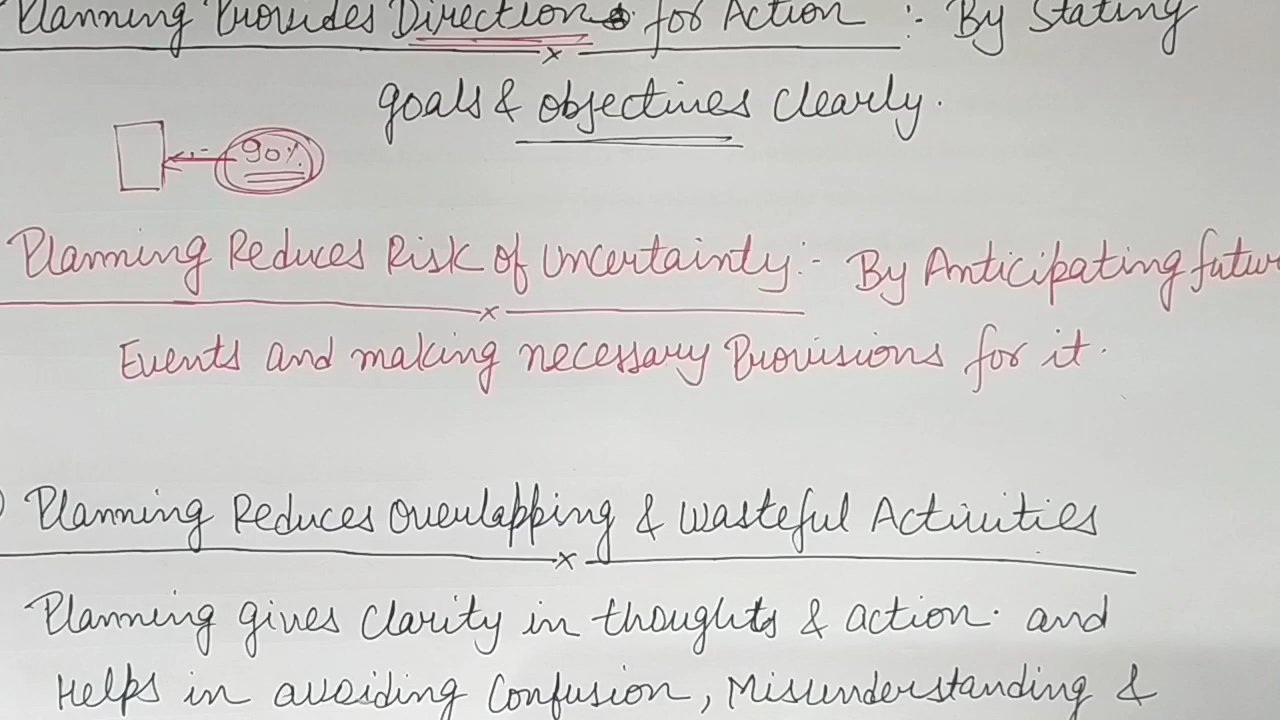 Planning Provides Directions for Action :- By Stating
goals & objectives clearly.
90%
Planning Reduces Risk of Uncertainty :- By Anticipating futur
Events and making necessary Provisions for it.
) Planning Reduces Overlapping & wasteful Activities
Planning gives clarity in thoughts & action. and
Helps in avoiding Confusion, Misunderstanding &